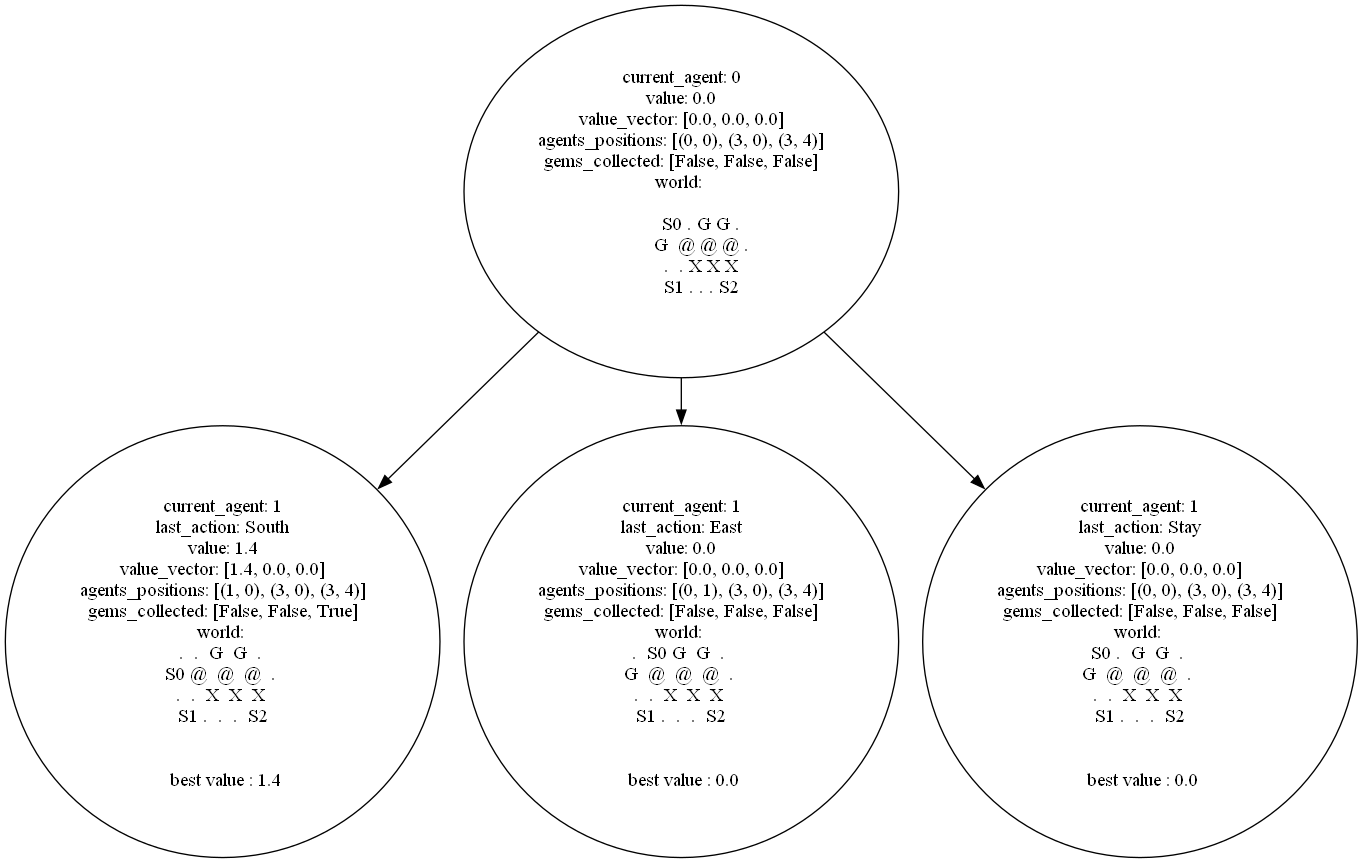 current_agent: 0
value: 0.0
value_vector: [0.0, 0.0, 0.0]
agents_positions: [(0, 0), (3, 0), (3, 4)]
gems_collected: [False, False, False]
world:
S0 . G G .
G @ @ @ .
. . X X X
S1 . . . S2
current_agent: 1
last_action: South
value: 1.4
value_vector: [1.4, 0.0, 0.0]
agents_positions: [(1, 0), (3, 0), (3, 4)]
gems_collected: [False, False, True]
world:
. . G G .
S0 @ @ @ .
. . X X X
S1 . . . S2
best value : 1.4
current_agent: 1
last_action: East
value: 0.0
value_vector: [0.0, 0.0, 0.0]
agents_positions: [(0, 1), (3, 0), (3, 4)]
gems_collected: [False, False, False]
world:
. S0 G G .
G @ @ @ .
. . X X X
S1 . . . S2
best value : 0.0
current_agent: 1
last_action: Stay
value: 0.0
value_vector: [0.0, 0.0, 0.0]
agents_positions: [(0, 0), (3, 0), (3, 4)]
gems_collected: [False, False, False]
world:
S0 . G G .
G @ @ @ .
. . X X X
S1 . . . S2
best value : 0.0